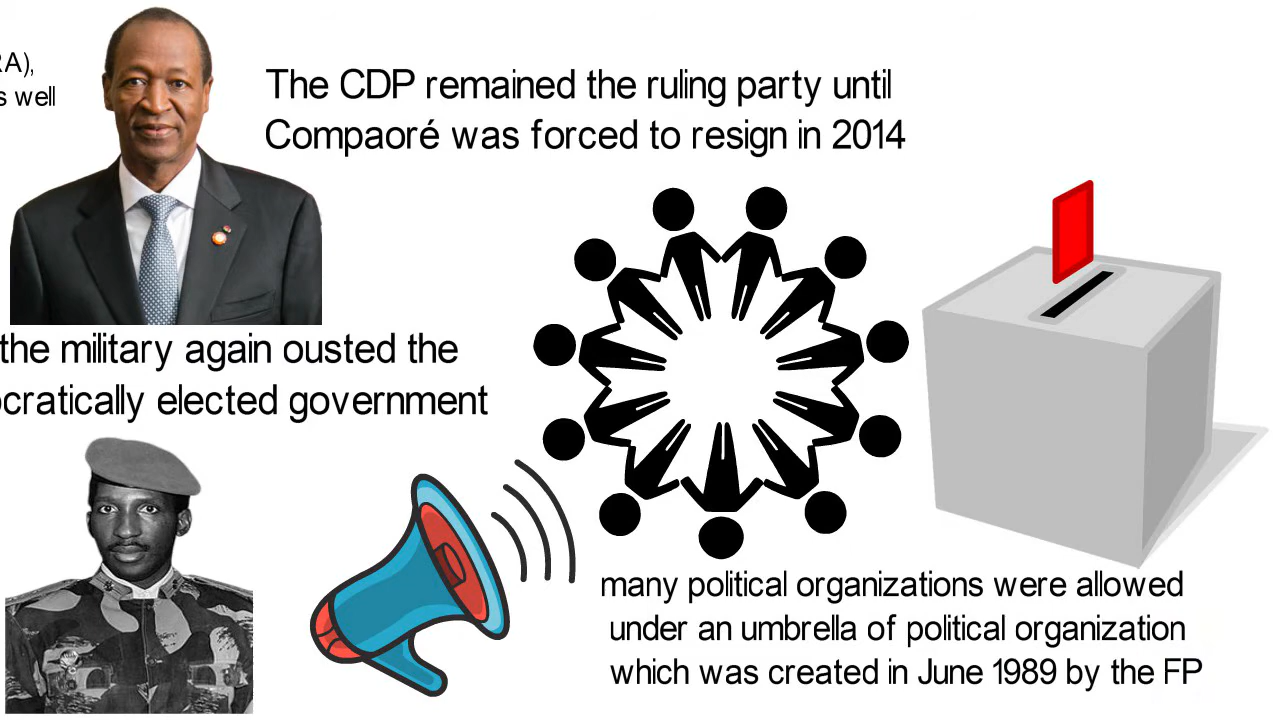 RA),
s well
The CDP remained the ruling party until
Compaoré was forced to resign in 2014
the military again ousted the
ocratically elected government
many political organizations were allowed
under an umbrella of political organization
which was created in June 1989 by the FP